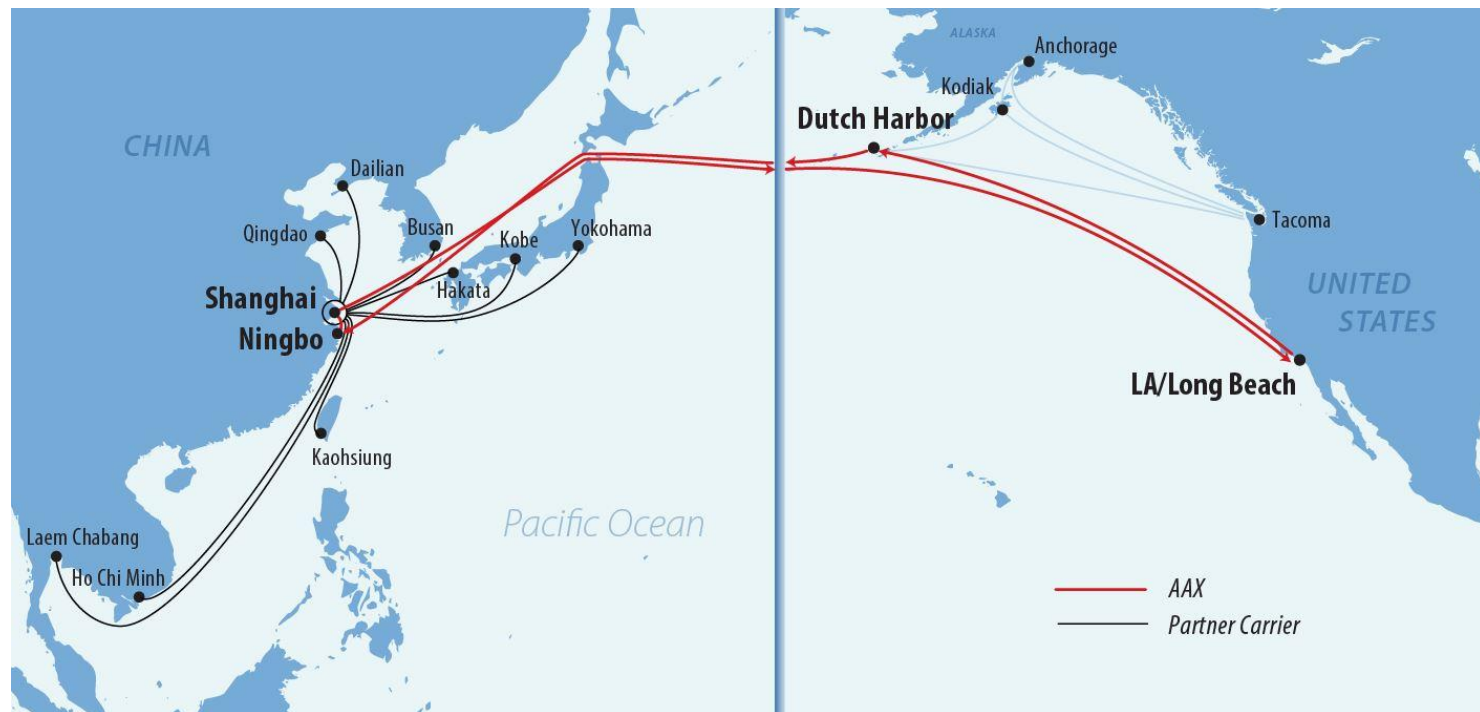 ALASKA
Anchorage
Kodiak
Dutch Harbor
CHINA
Dailian
Qingdao
Busan
Kobe
Yokohama
Tacoma
Hakata
Shanghai
Ningbo
UNITED
STATES
LA/Long Beach
Kaohsiung
Pacific Ocean
Laem Chabang
Ho Chi Minh
AAX
Partner Carrier